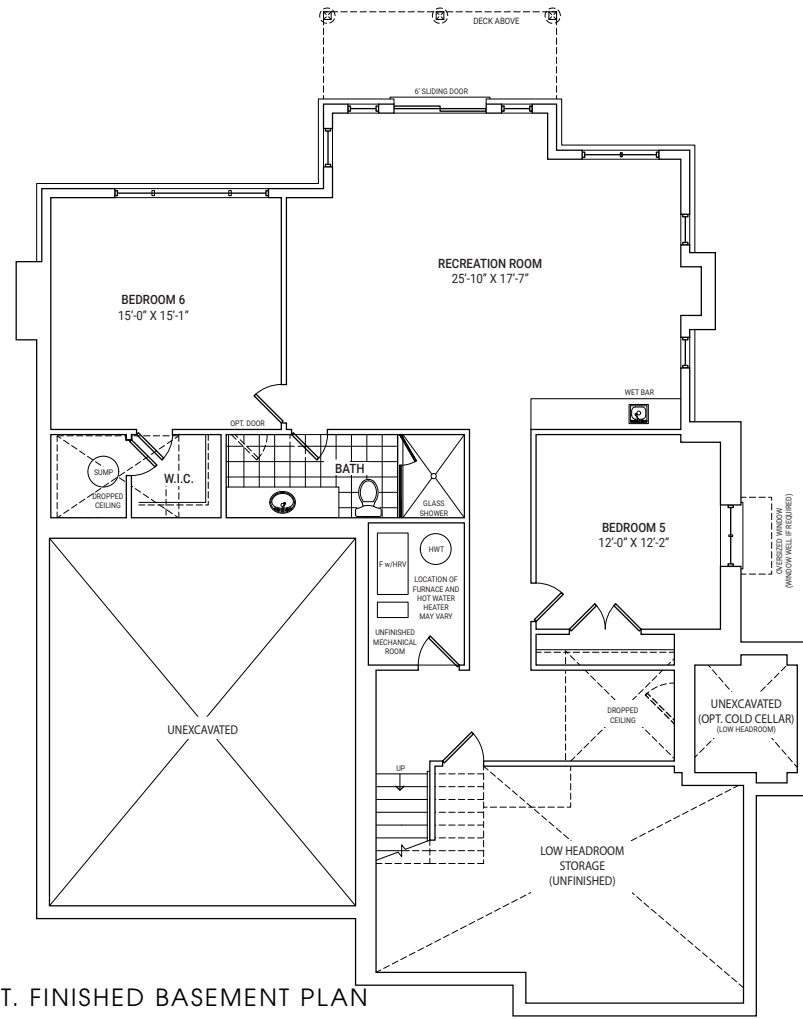 DECK ABOVE
6' SLIDING DOOR
RECREATION ROOM
25'-10" X 17'-7"
BEDROOM 6
15'-0" X 15'-1"
WET BAR
OPT. DOOR
BATH
SUMP
W.I.C.
DROPPED
CEILING
GLASS
SHOWER
BEDROOM 5
12'-0" X 12'-2"
OVERSIZED WINDOW
(WINDOW WELL IF REQUIRED)
F w/HRV
HWT
LOCATION OF
FURNACE AND
HOT WATER
HEATER
MAY VARY
UNFINISHED
MECHANICAL
ROOM
UNEXCAVATED
(OPT. COLD CELLAR)
(LOW HEADROOM)
DROPPED
CEILING
UNEXCAVATED
UP
LOW HEADROOM
STORAGE
(UNFINISHED)
T. FINISHED BASEMENT PLAN